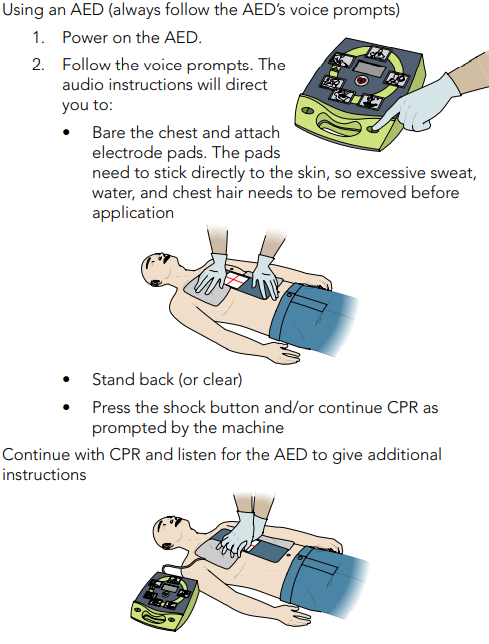 Using an AED (always follow the AED's voice prompts)
1. Power on the AED.
2. Follow the voice prompts. The
audio instructions will direct
you to:
• Bare the chest and attach
electrode pads. The pads
need to stick directly to the skin, so excessive sweat,
water, and chest hair needs to be removed before
application
• Stand back (or clear)
• Press the shock button and/or continue CPR as
prompted by the machine
Continue with CPR and listen for the AED to give additional
instructions